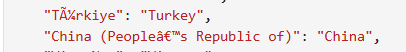 "TÃ¼rkiye": "Turkey",
"China (Peopleâ€™s Republic of)": "China",